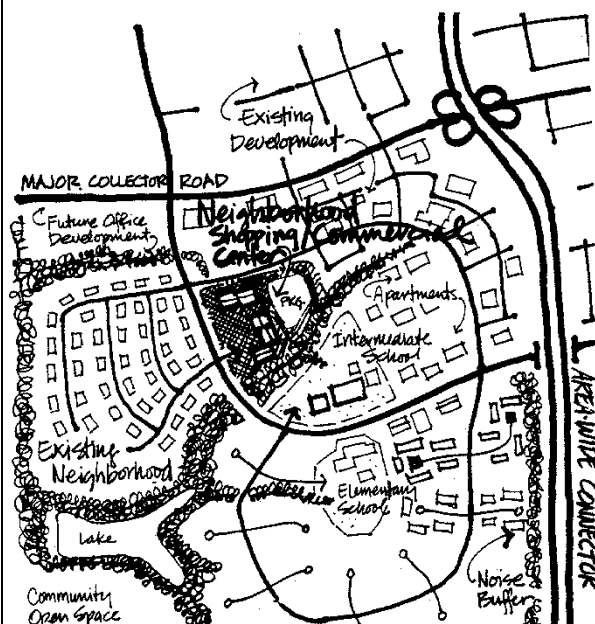 Existing
Development
MAJOR COLLECTOR ROAD
Future Office
Development
Neighborhood
Shopping/Commercial
Center
PKG.
Apartments
Intermediate
School
Existing
Neighborhood
Elementary
School
AREA WIDE CONNECTOR
Lake
Noise
Buffer
Community
Open Space